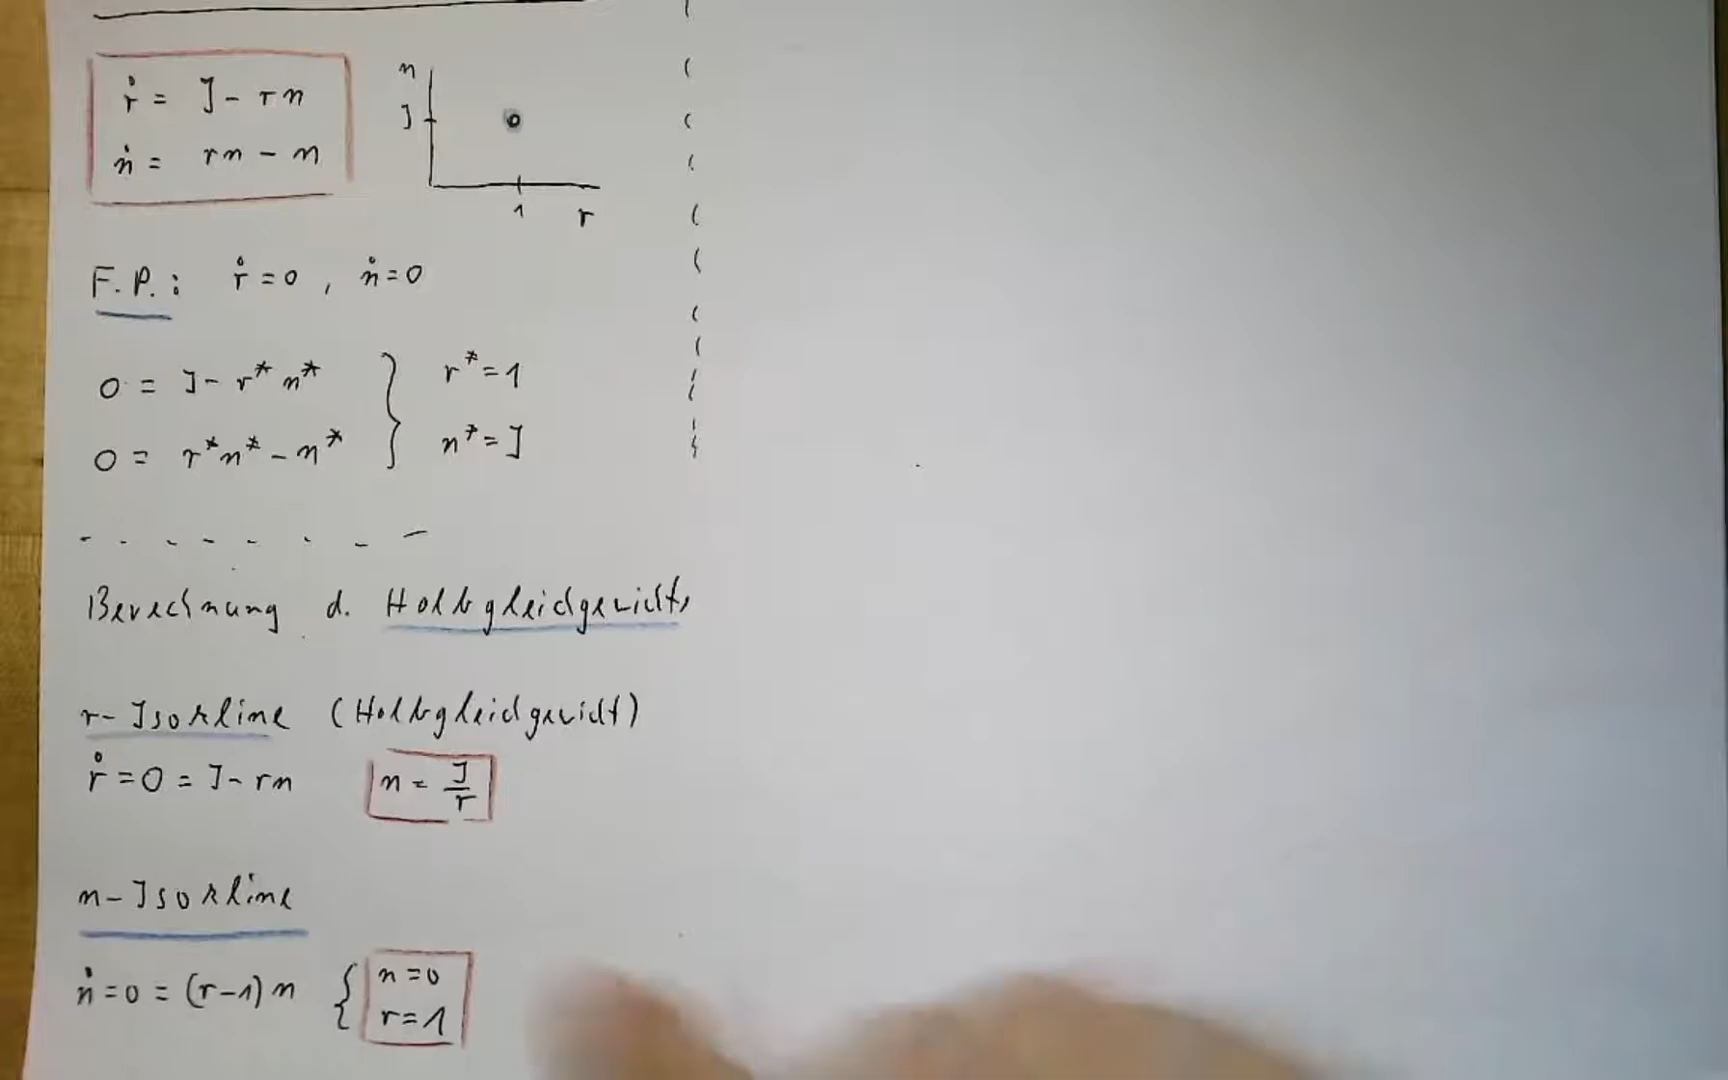 ṙ = J - rn
ṅ = rn - n
n
J
1
r
F.P.: ṙ = 0 , ṅ = 0
0 = J - r* n*
r* = 1
0 = r* n* - n*
n* = J
Berechnung d. Halbgleichgewichts
r-Isokline (Halbgleichgewicht)
ṙ = 0 = J - rn
n = J/r
n-Isokline
ṅ = 0 = (r-1) n {
n = 0
r = 1